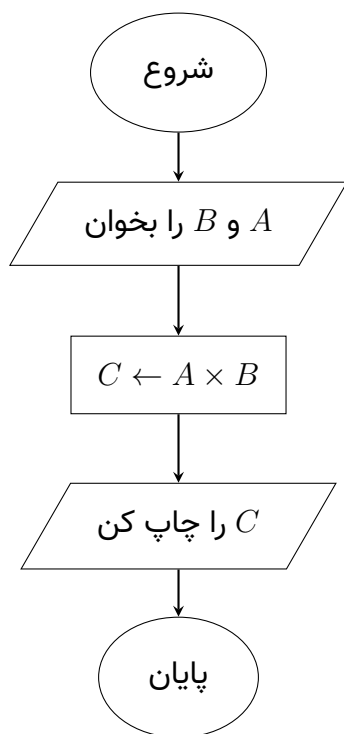 شروع
A و B را بخوان
C ← A × B
C را چاپ کن
پایان